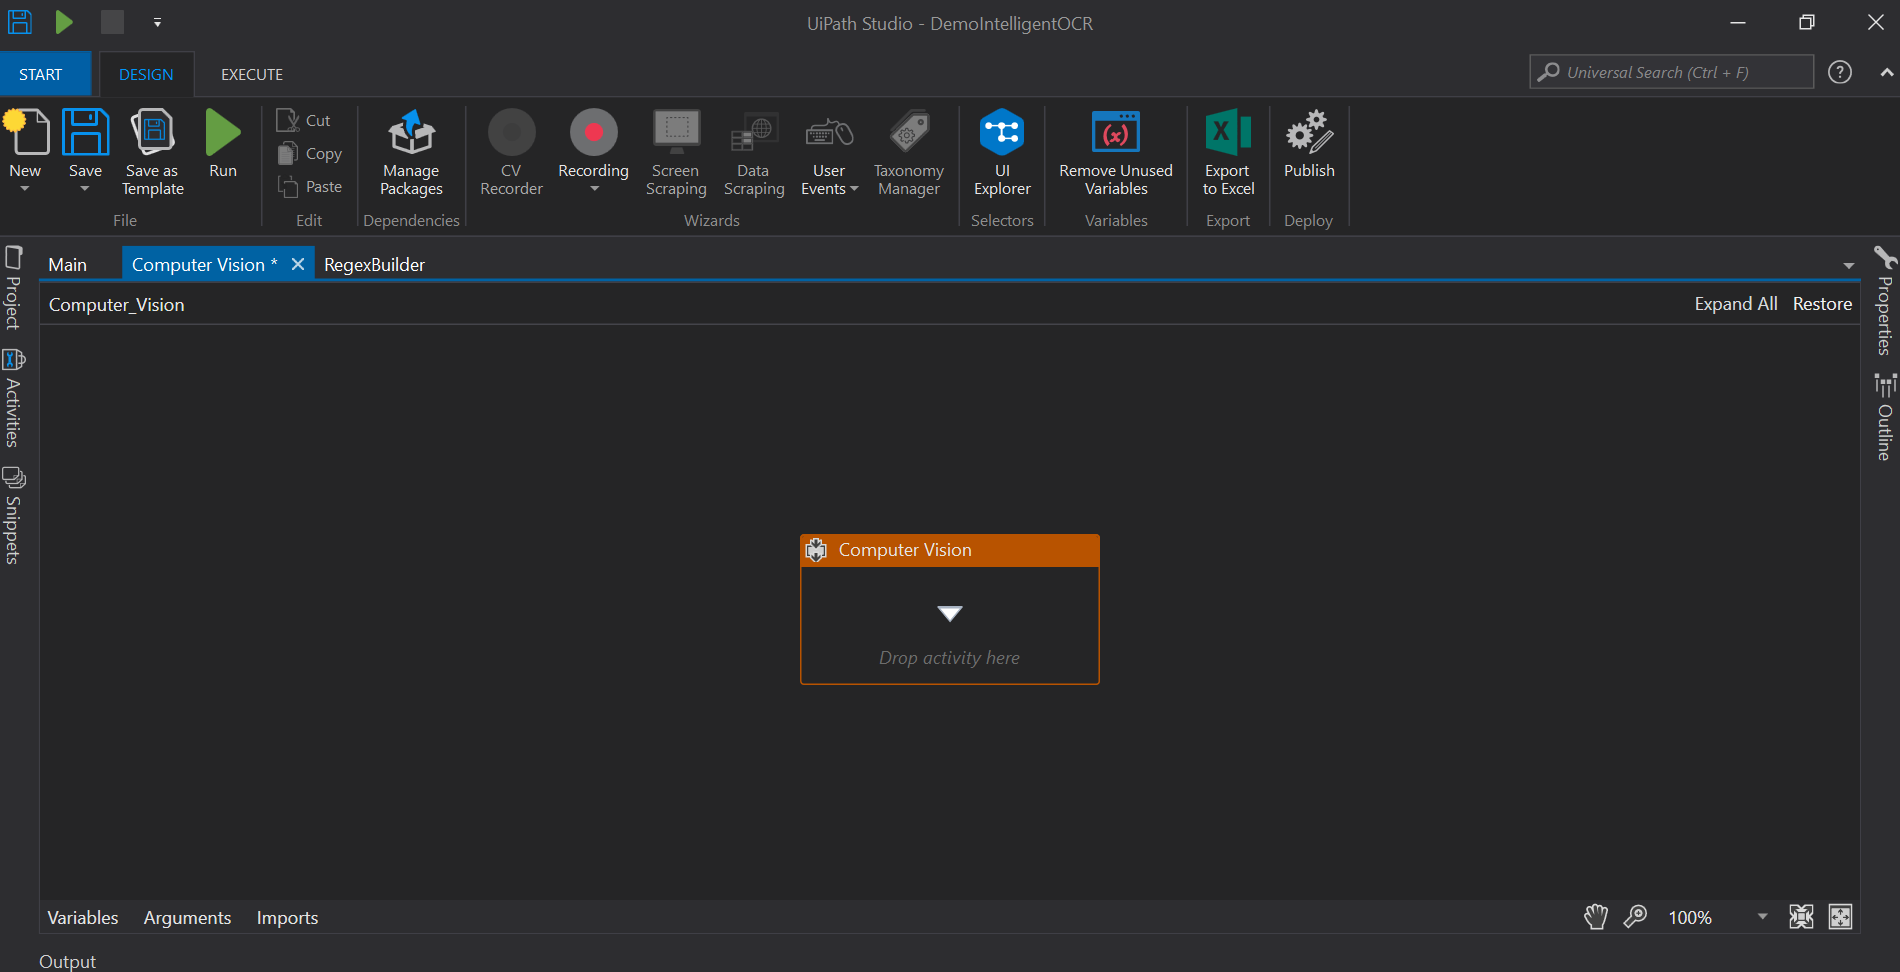 UiPath Studio - DemoIntelligentOCR
START DESIGN EXECUTE
Universal Search (Ctrl + F)
?
New
Save
Save as
Template
Run
File
Cut
Copy
Paste
Edit
Manage
Packages
Dependencies
CV
Recorder
Recording
Screen
Scraping
Data
Scraping
User
Events
Taxonomy
Manager
Wizards
UI
Explorer
Selectors
(x)
Remove Unused
Variables
Variables
X
Export
to Excel
Export
Publish
Deploy
Project
Activities
Snippets
Main Computer Vision * RegexBuilder
Computer_Vision
Expand All Restore
Properties
Outline
Computer Vision
Drop activity here
Variables Arguments Imports
100%
Output